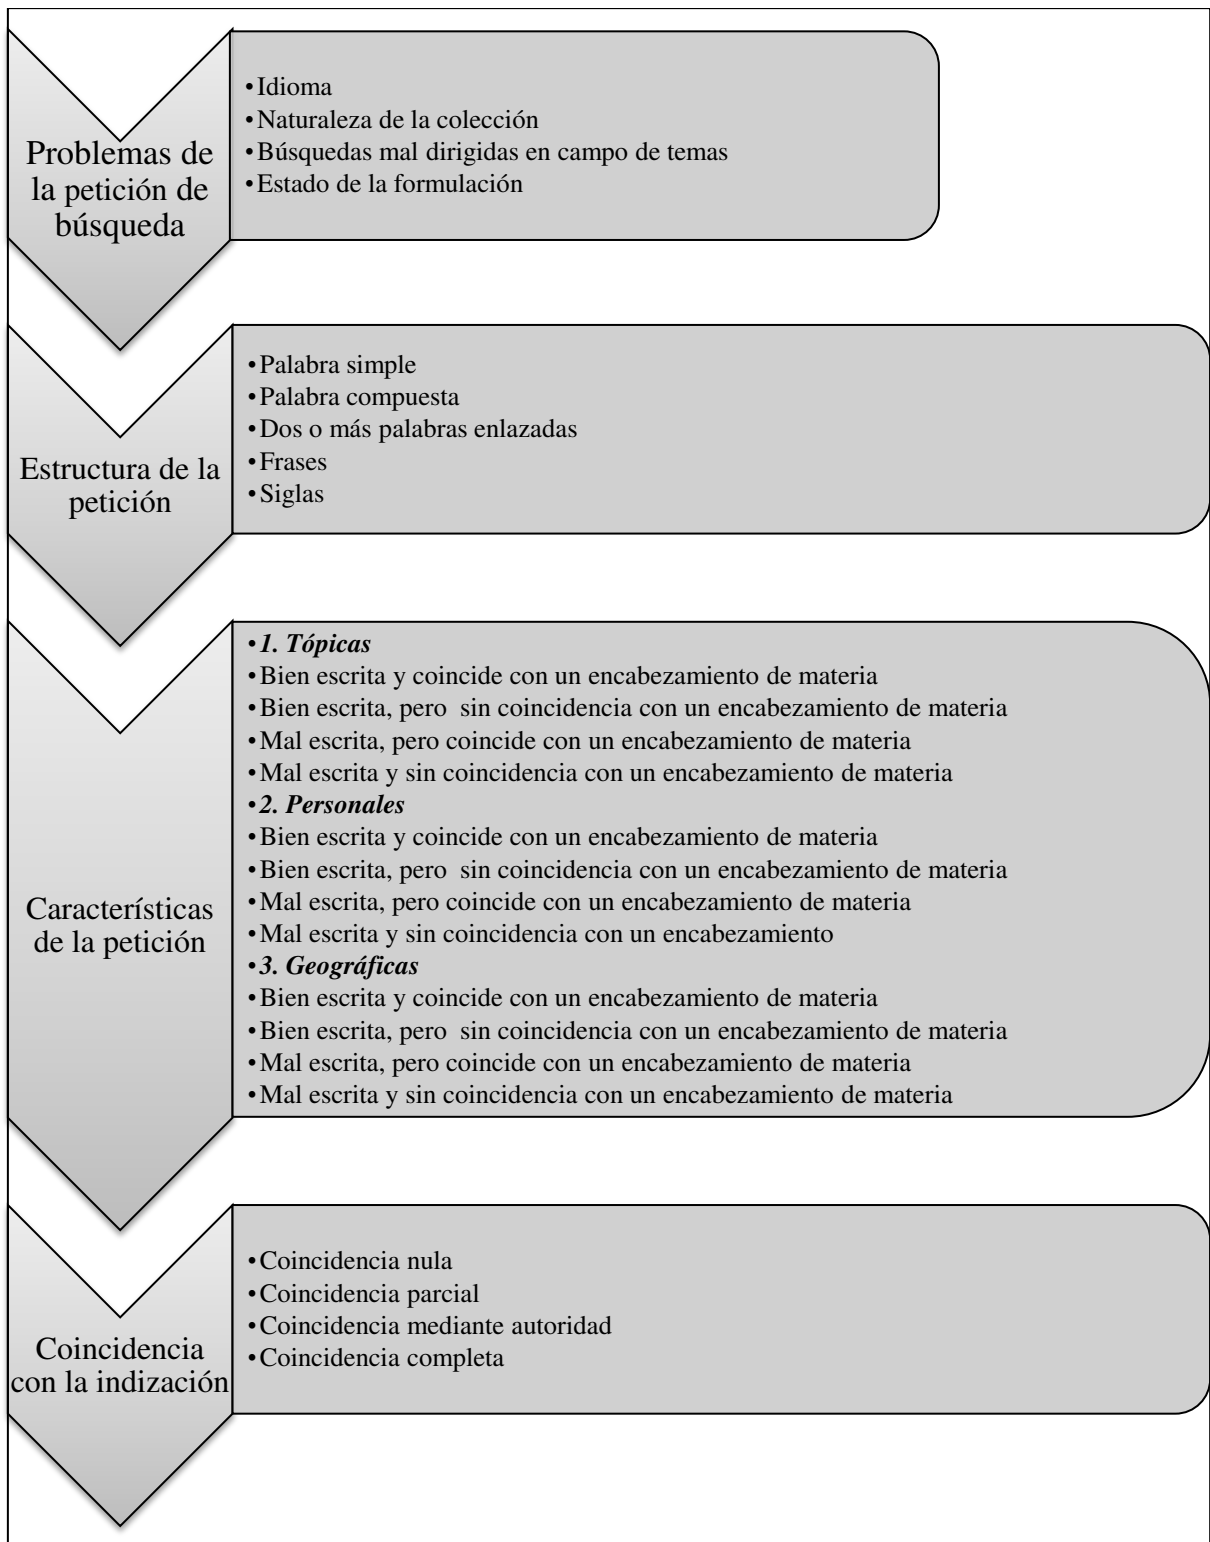 Problemas de
la petición de
búsqueda
•Idioma
•Naturaleza de la colección
•Búsquedas mal dirigidas en campo de temas
•Estado de la formulación
Estructura de la
petición
•Palabra simple
•Palabra compuesta
•Dos o más palabras enlazadas
•Frases
•Siglas
Características
de la petición
•1. Tópicas
•Bien escrita y coincide con un encabezamiento de materia
•Bien escrita, pero  sin coincidencia con un encabezamiento de materia
•Mal escrita, pero coincide con un encabezamiento de materia
•Mal escrita y sin coincidencia con un encabezamiento de materia
•2. Personales
•Bien escrita y coincide con un encabezamiento de materia
•Bien escrita, pero  sin coincidencia con un encabezamiento de materia
•Mal escrita, pero coincide con un encabezamiento de materia
•Mal escrita y sin coincidencia con un encabezamiento
•3. Geográficas
•Bien escrita y coincide con un encabezamiento de materia
•Bien escrita, pero  sin coincidencia con un encabezamiento de materia
•Mal escrita, pero coincide con un encabezamiento de materia
•Mal escrita y sin coincidencia con un encabezamiento de materia
Coincidencia
con la indización
•Coincidencia nula
•Coincidencia parcial
•Coincidencia mediante autoridad
•Coincidencia completa